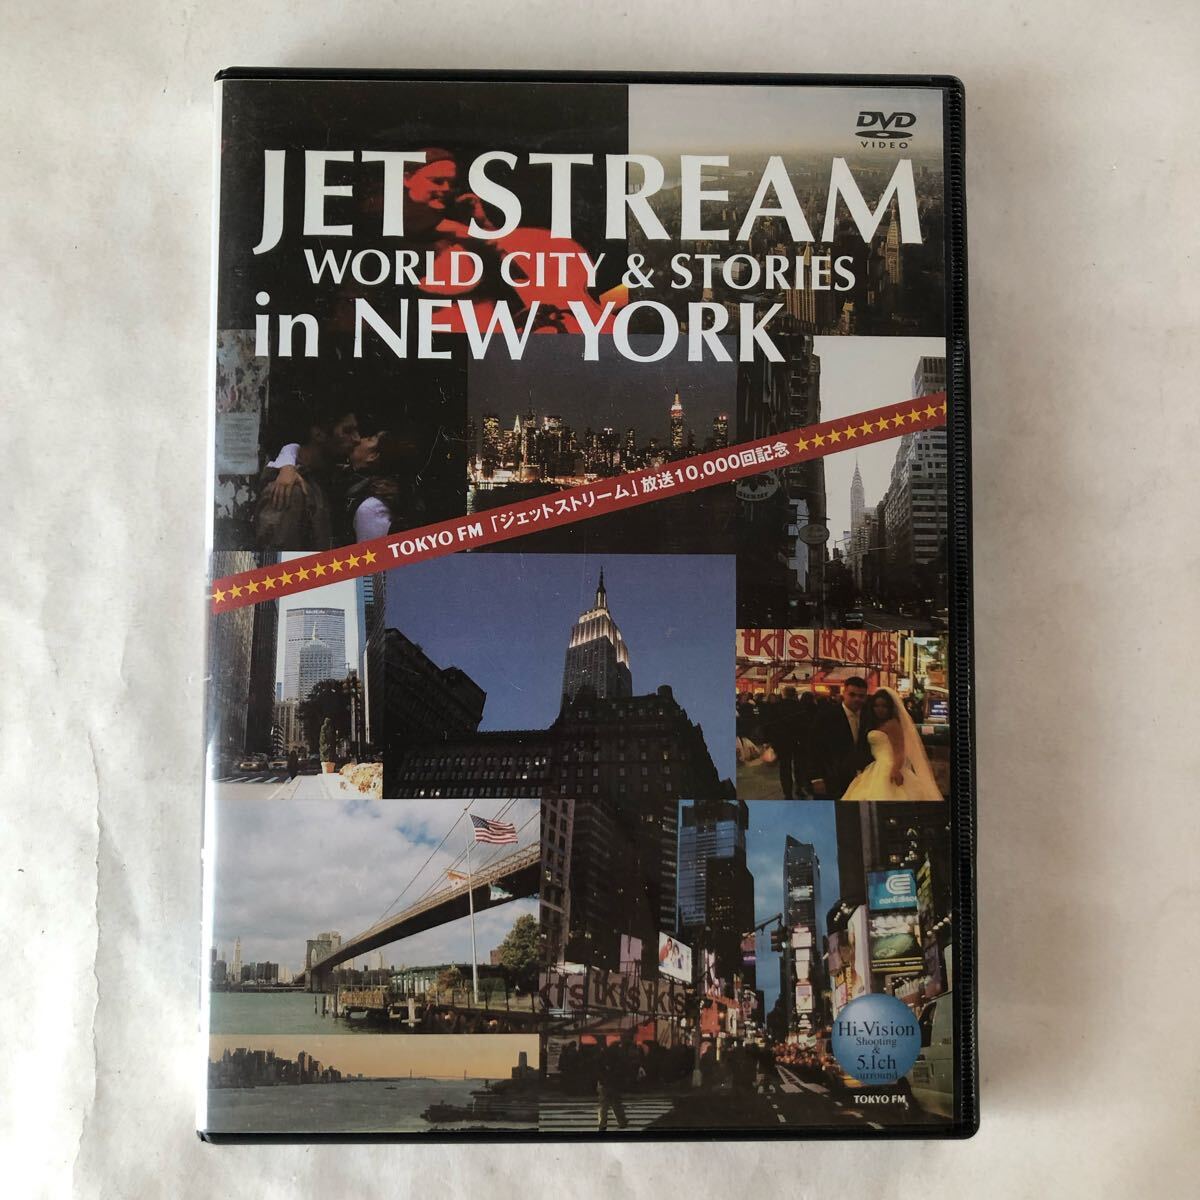 DVD
VIDEO
JET STREAM
WORLD CITY & STORIES
in NEW YORK
★★★★★★★★★★ TOKYO FM「ジェットストリーム」放送10,000回記念 ★★★★★★★★★★
MetLife
tkts tkts tkts
conEdison
tkts tkts tkts
Hi-Vision
Shooting
&
5.1ch
surround
TOKYO FM